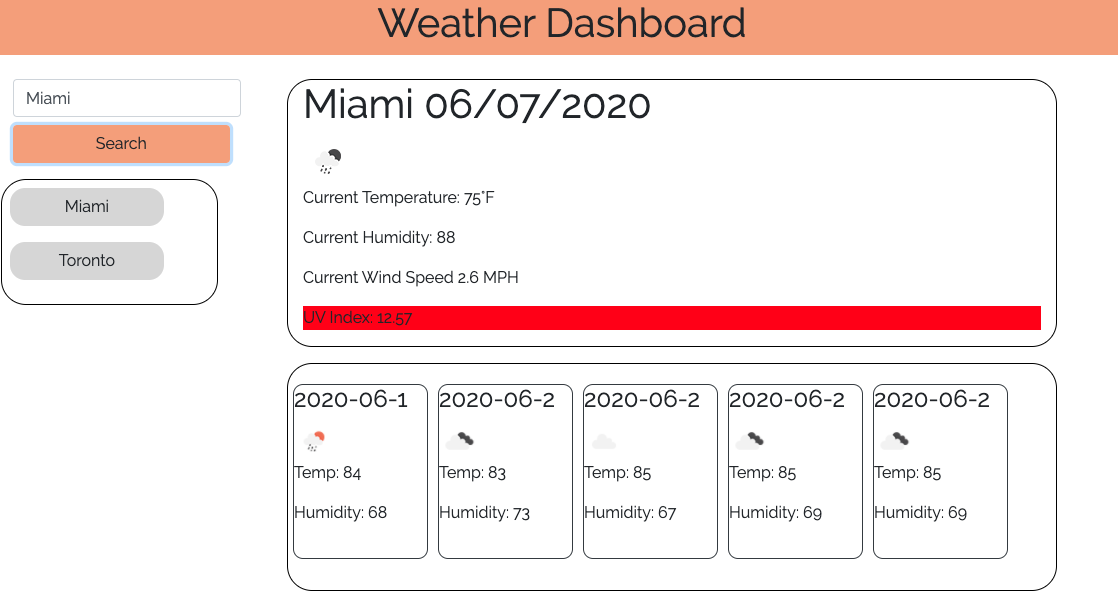 Weather Dashboard
Miami
Search
Miami
Toronto
Miami 06/07/2020
Current Temperature: 75°F
Current Humidity: 88
Current Wind Speed 2.6 MPH
UV Index: 12.57
2020-06-1
Temp: 84
Humidity: 68
2020-06-2
Temp: 83
Humidity: 73
2020-06-2
Temp: 85
Humidity: 67
2020-06-2
Temp: 85
Humidity: 69
2020-06-2
Temp: 85
Humidity: 69